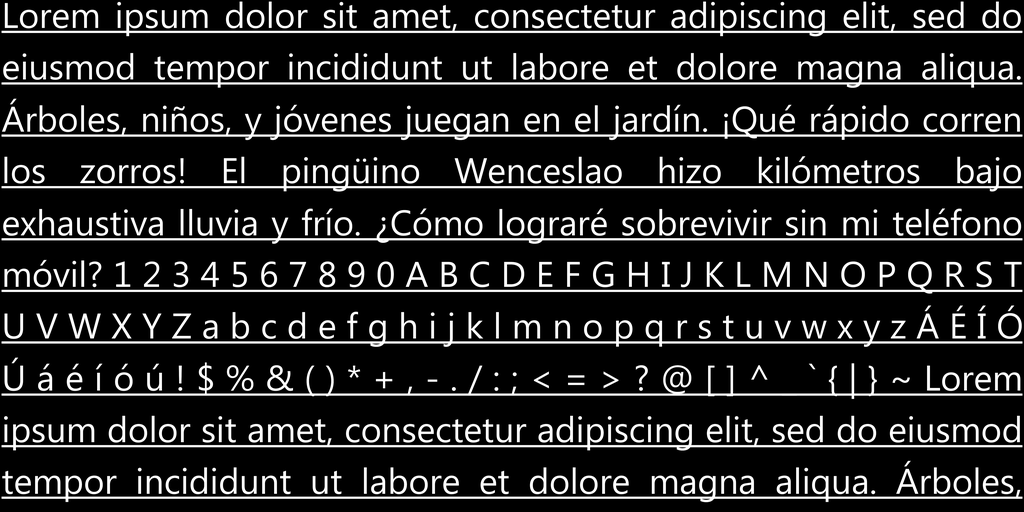 Lorem ipsum dolor sit amet, consectetur adipiscing elit, sed do
eiusmod tempor incididunt ut labore et dolore magna aliqua.
Árboles, niños, y jóvenes juegan en el jardín. ¡Qué rápido corren
los zorros! El pingüino Wenceslao hizo kilómetros bajo
exhaustiva lluvia y frío. ¿Cómo lograré sobrevivir sin mi teléfono
móvil? 1 2 3 4 5 6 7 8 9 0 A B C D E F G H I J K L M N O P Q R S T
U V W X Y Z a b c d e f g h i j k l m n o p q r s t u v w x y z Á É Í Ó
Ú á é í ó ú ! $ % & ( ) * + , - . / : ; < = > ? @ [ ] ^ _ ` { | } ~ Lorem
ipsum dolor sit amet, consectetur adipiscing elit, sed do eiusmod
tempor incididunt ut labore et dolore magna aliqua. Árboles,